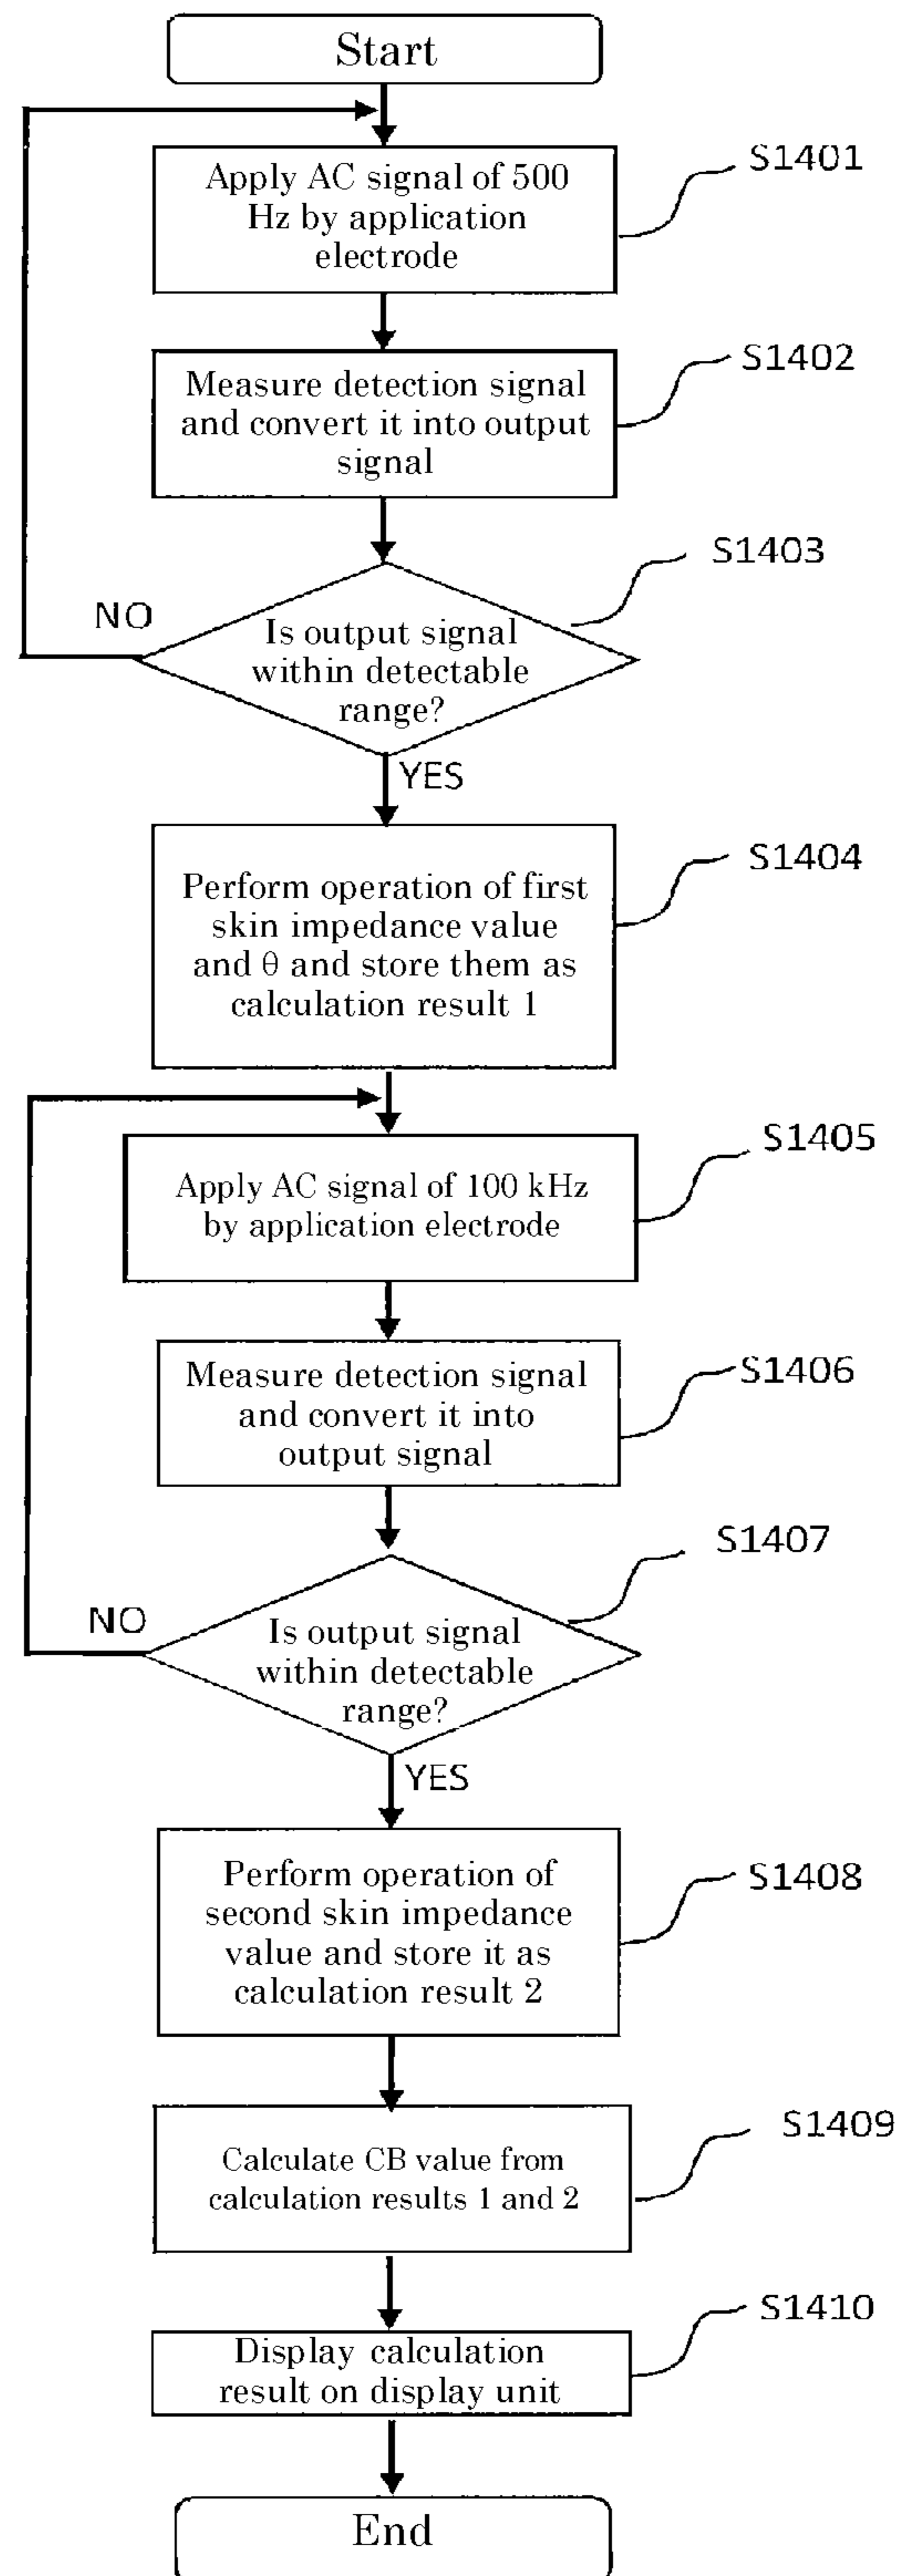 Start
Apply AC signal of 500
Hz by application
electrode
S1401
Measure detection signal
and convert it into output
signal
S1402
Is output signal
within detectable
range?
S1403
NO
YES
Perform operation of first
skin impedance value
and θ and store them as
calculation result 1
S1404
Apply AC signal of 100 kHz
by application electrode
S1405
Measure detection signal
and convert it into
output signal
S1406
Is output signal
within detectable
range?
S1407
NO
YES
Perform operation of
second skin impedance
value and store it as
calculation result 2
S1408
Calculate CB value from
calculation results 1 and 2
S1409
Display calculation
result on display unit
S1410
End